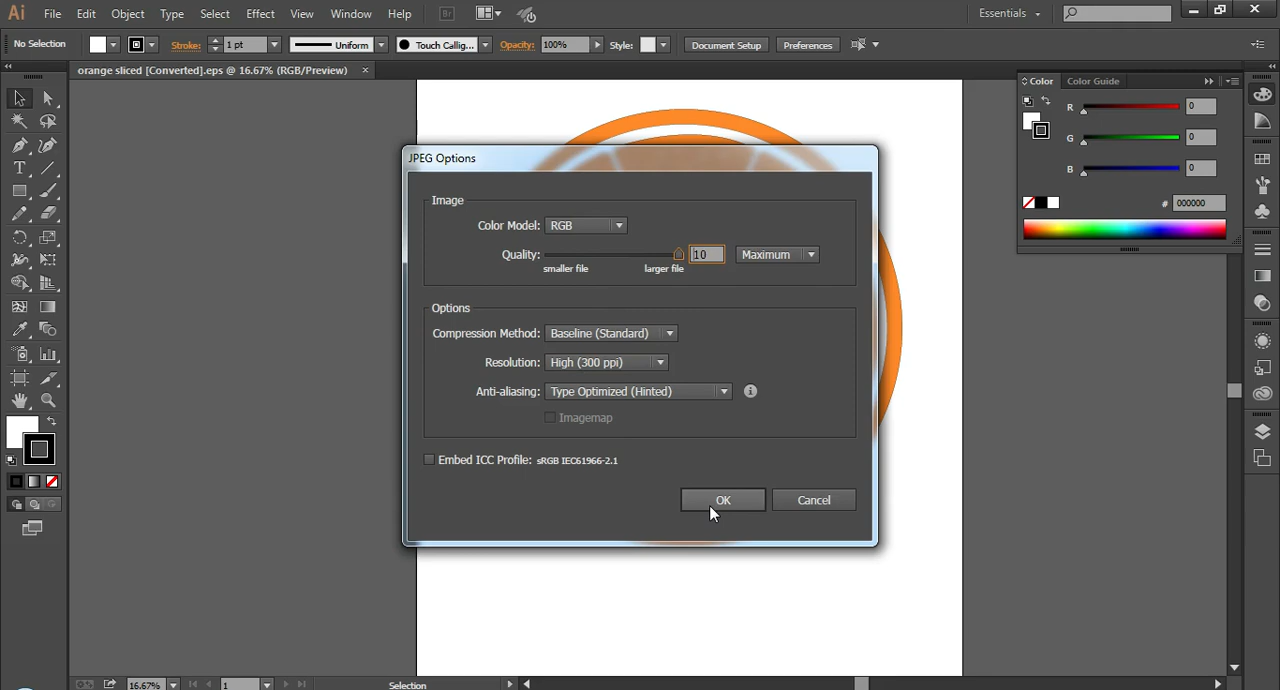 Ai File Edit Object Type Select Effect View Window Help Br Essentials
No Selection Stroke: 1 pt Uniform Touch Callig... Opacity: 100% Style: Document Setup Preferences
orange sliced [Converted].eps @ 16.67% (RGB/Preview)
Color Color Guide
R 0
G 0
B 0
# 000000
JPEG Options
Image
Color Model: RGB
Quality: 10 Maximum
smaller file larger file
Options
Compression Method: Baseline (Standard)
Resolution: High (300 ppi)
Anti-aliasing: Type Optimized (Hinted)
Imagemap
Embed ICC Profile: sRGB IEC61966-2.1
OK Cancel
16.67% 1 Selection